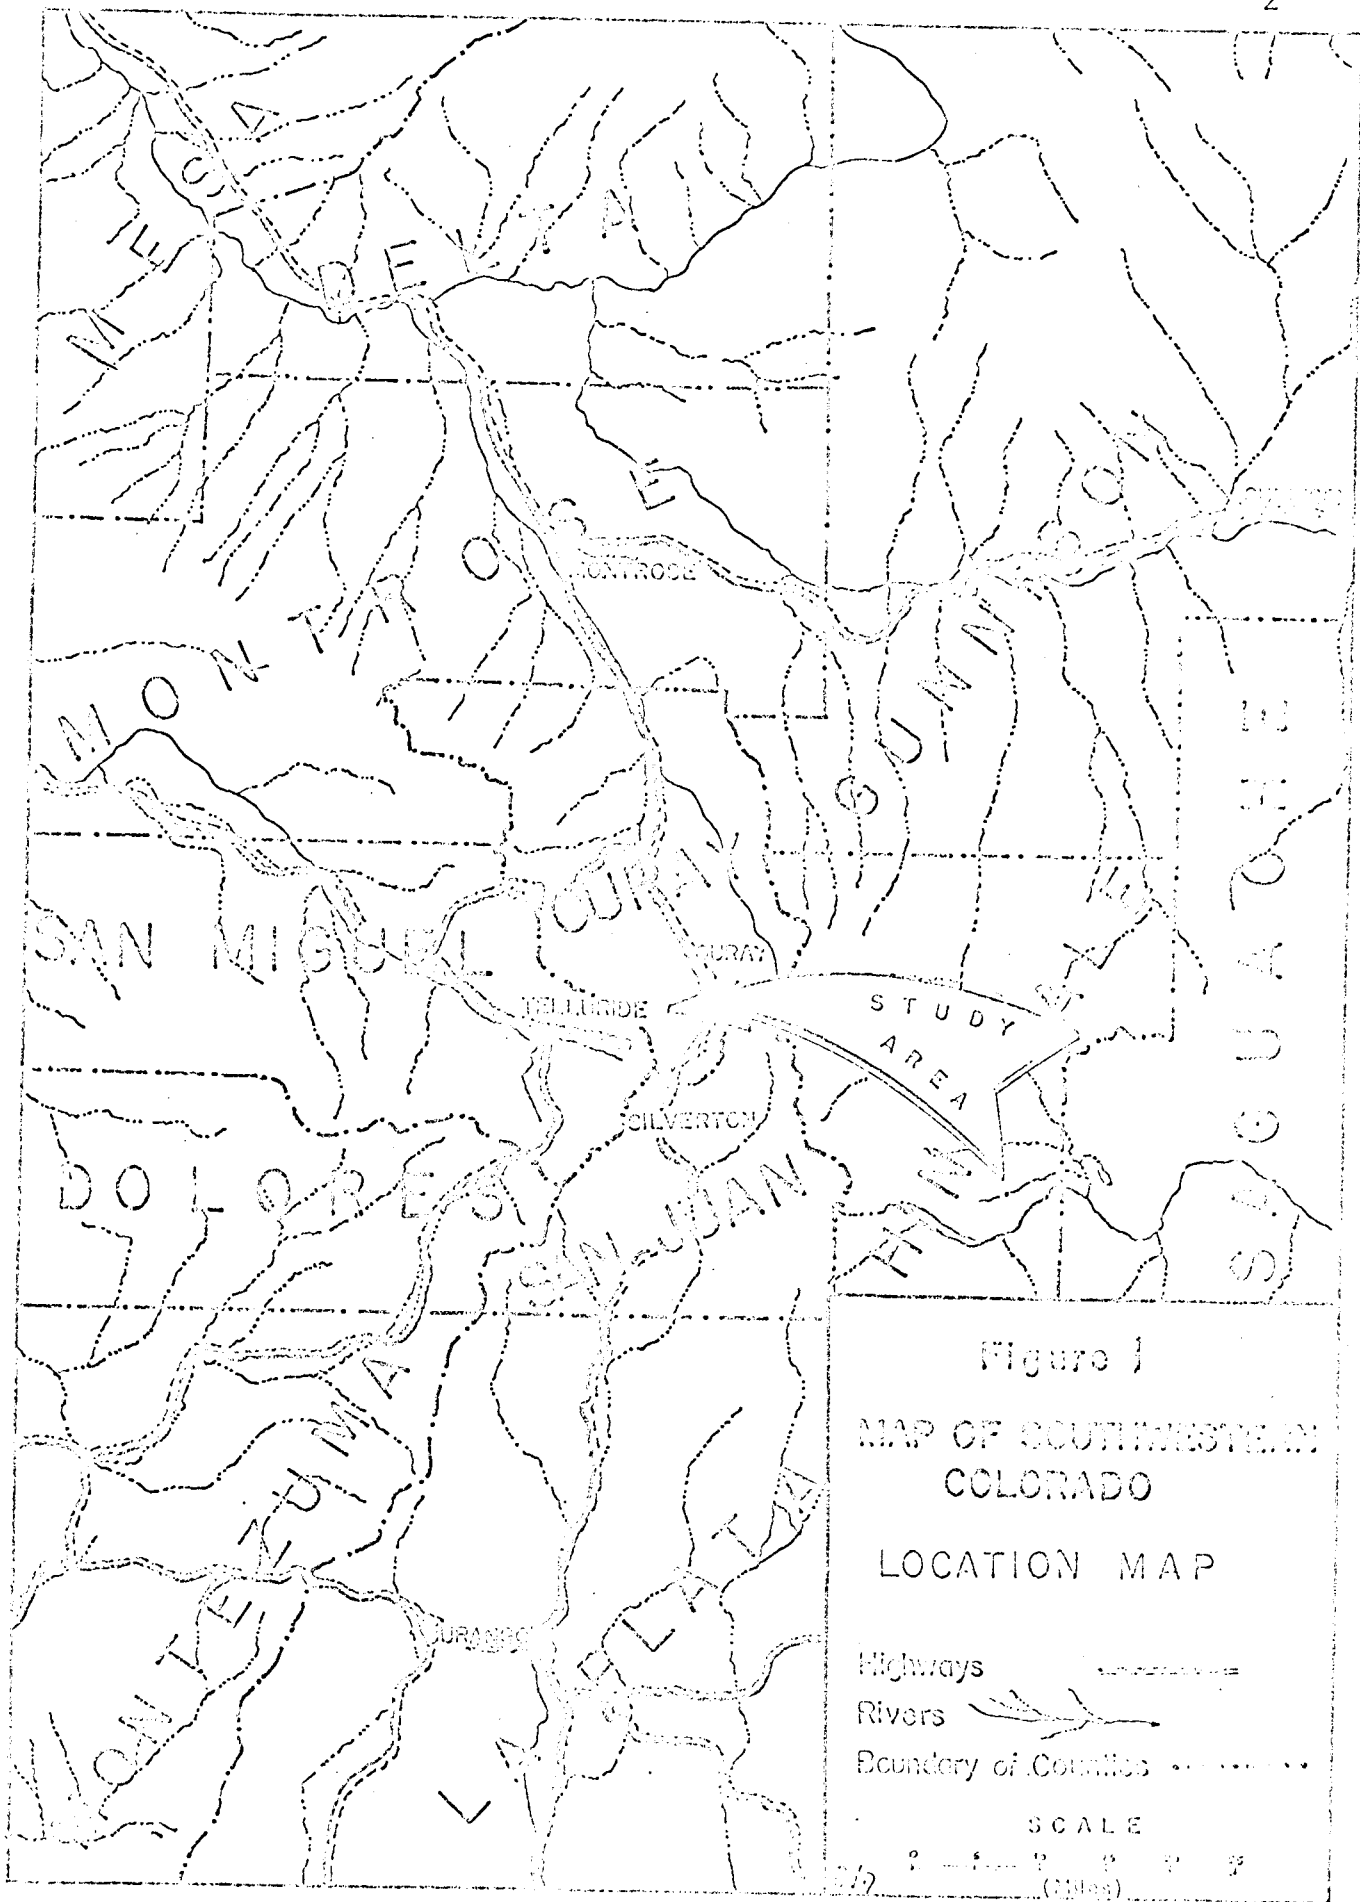 2
MESA
DELTA
MONTROSE
MONTROSE
GUNNISON
SAGUACHE
SAN MIGUEL
OURAY
OURAY
TELLURIDE
STUDY
AREA
SILVERTON
HINSDALE
DOLORES
SAN JUAN
MONTEZUMA
DURANGO
LA PLATA
Figure 1
MAP OF SOUTHWESTERN
COLORADO
LOCATION MAP
Highways
Rivers
Boundary of Counties
SCALE
(Miles)